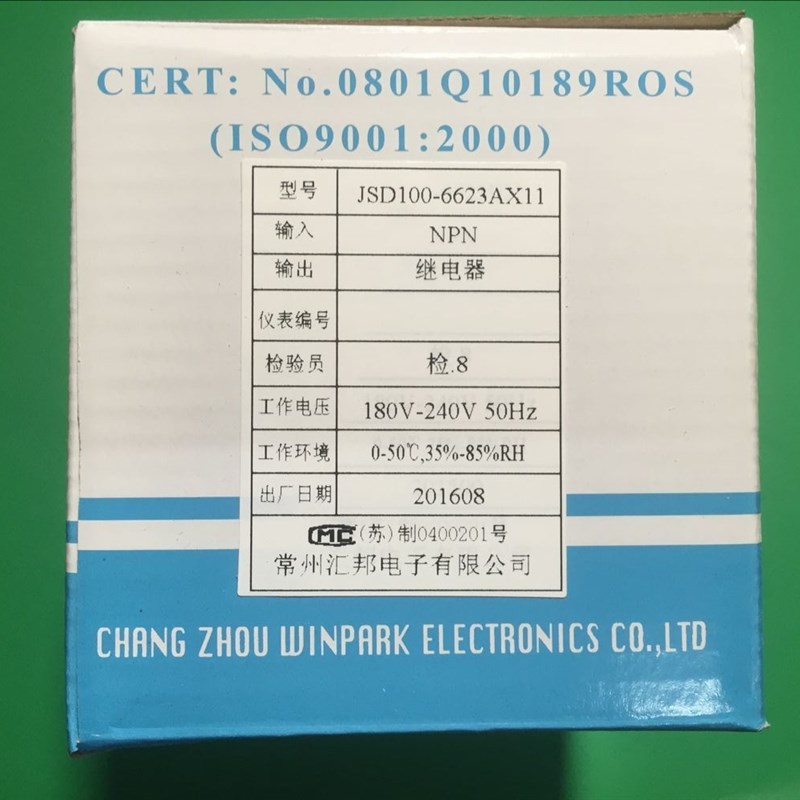 CERT: No.0801Q10189ROS
(ISO9001:2000)
型号 JSD100-6623AX11
输入 NPN
输出 继电器
仪表编号
检验员 检.8
工作电压 180V-240V 50Hz
工作环境 0-50℃,35%-85%RH
出厂日期 201608
CMC (苏)制0400201号
常州汇邦电子有限公司
CHANG ZHOU WINPARK ELECTRONICS CO.,LTD